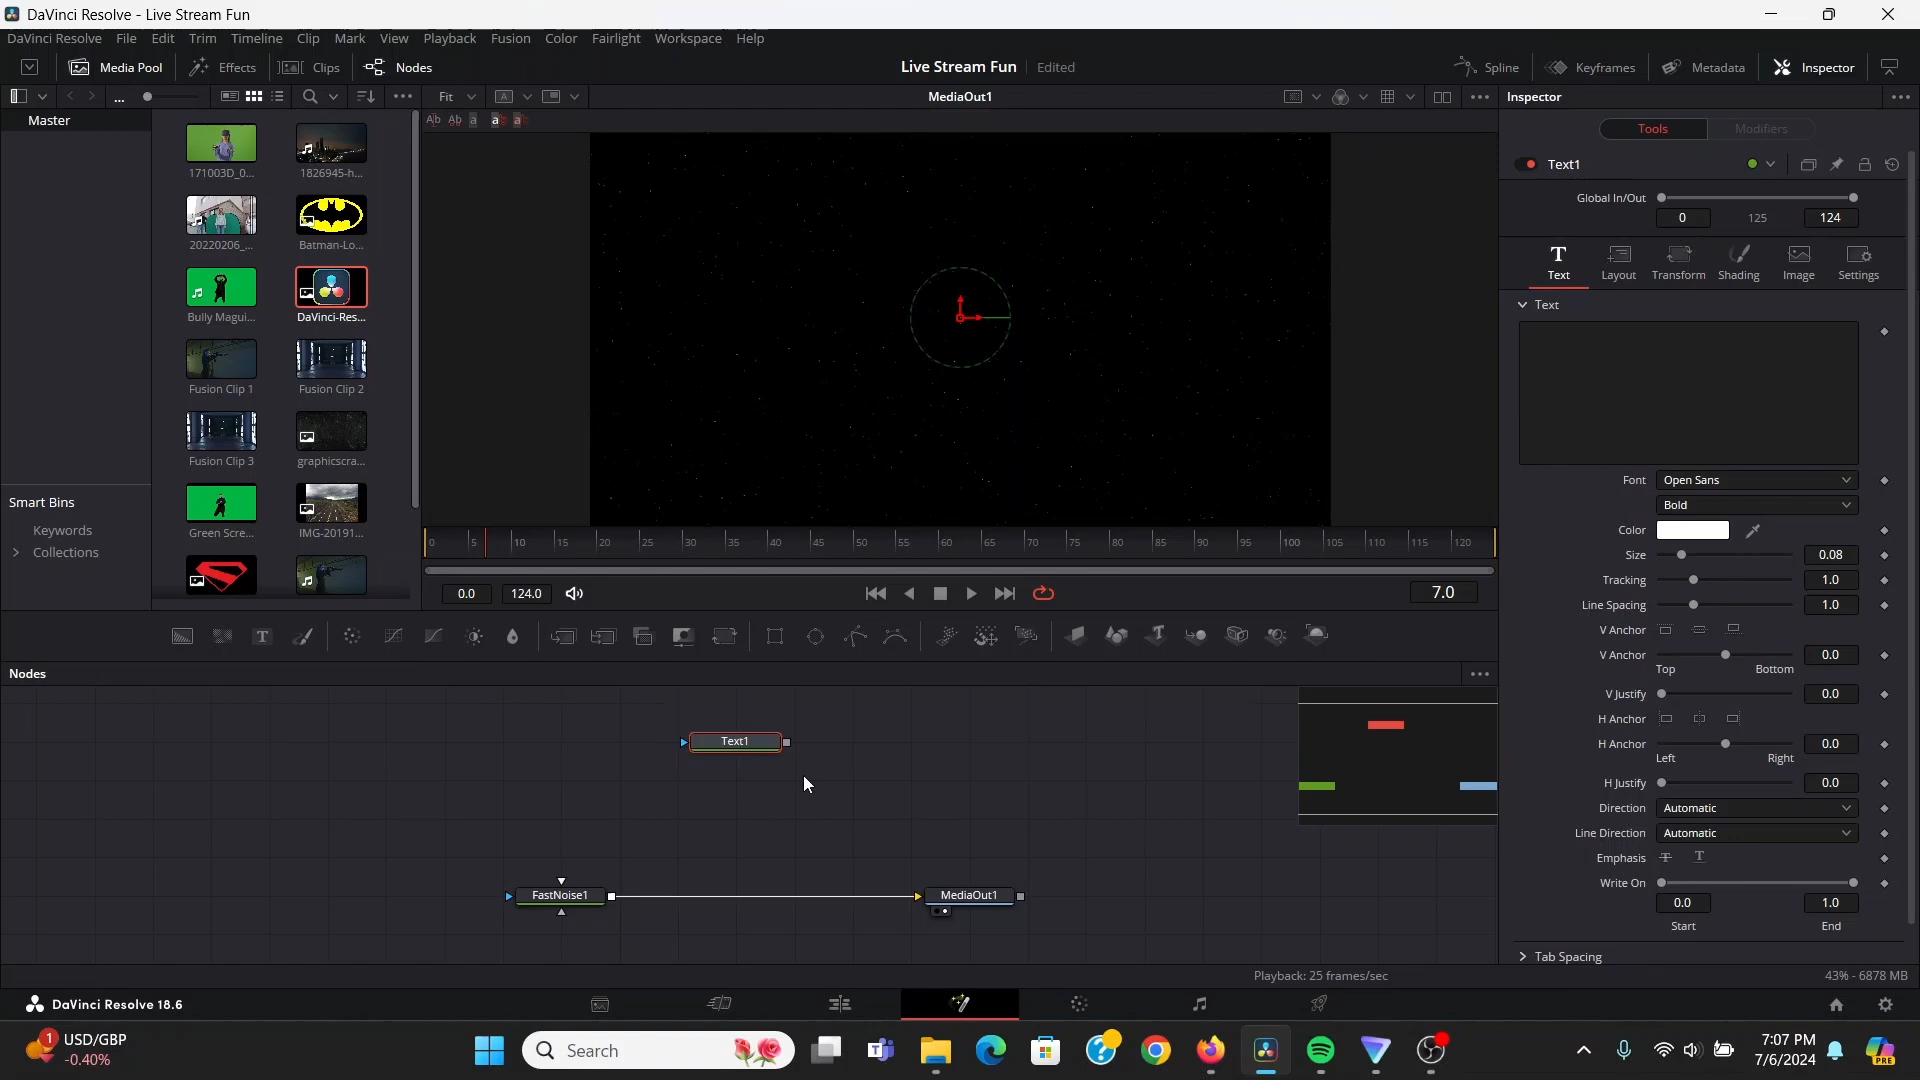 DaVinci Resolve - Live Stream Fun
DaVinci Resolve File Edit Trim Timeline Clip Mark View Playback Fusion Color Fairlight Workspace Help
Media Pool Effects Clips Nodes Live Stream Fun Edited Spline Keyframes Metadata Inspector
... Fit MediaOut1 Inspector
Master
Tools Modifiers
Text1
171003D_0... 1826945-h...
Global In/Out
0 125 124
20220206_... Batman-Lo...
Text Layout Transform Shading Image Settings
Bully Magui... DaVinci-Res...
Text
Fusion Clip 1 Fusion Clip 2
Fusion Clip 3 graphicscra...
Font Open Sans
Bold
Smart Bins
Keywords
Collections
Green Scre... IMG-20191...
Color
0 5 10 15 20 25 30 35 40 45 50 55 60 65 70 75 80 85 90 95 100 105 110 115 120
Size 0.08
Tracking 1.0
0.0 124.0 7.0
Line Spacing 1.0
V Anchor
V Anchor 0.0
Top Bottom
Nodes
V Justify 0.0
H Anchor
Text1
H Anchor 0.0
Left Right
H Justify 0.0
Direction Automatic
Line Direction Automatic
Emphasis
Write On
FastNoise1 MediaOut1
0.0 1.0
Start End
Tab Spacing
Playback: 25 frames/sec 43% - 6878 MB
DaVinci Resolve 18.6
1 USD/GBP
-0.40%
Search
7:07 PM
7/6/2024
PRE